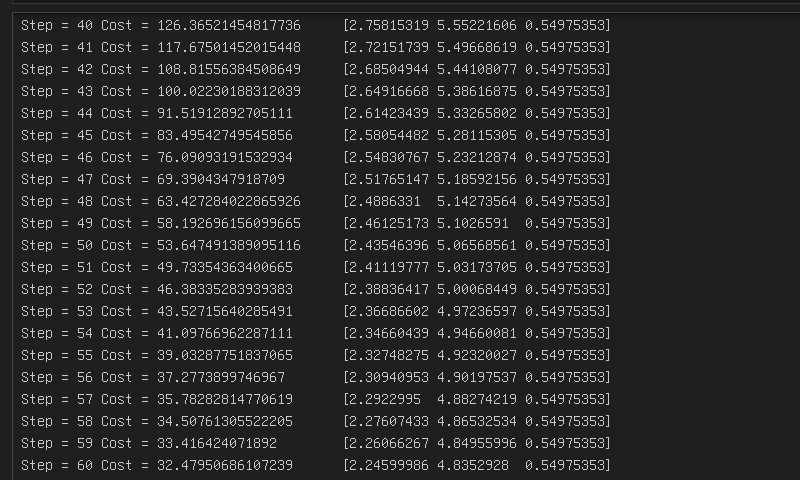 Step = 40 Cost = 126.36521454817736 [2.75815319 5.55221606 0.54975353]
Step = 41 Cost = 117.67501452015448 [2.72151739 5.49668619 0.54975353]
Step = 42 Cost = 108.81556384508649 [2.68504944 5.44108077 0.54975353]
Step = 43 Cost = 100.02230188312039 [2.64916668 5.38616875 0.54975353]
Step = 44 Cost = 91.51912892705111 [2.61423439 5.33265802 0.54975353]
Step = 45 Cost = 83.49542749545856 [2.58054482 5.28115305 0.54975353]
Step = 46 Cost = 76.09093191532934 [2.54830767 5.23212874 0.54975353]
Step = 47 Cost = 69.3904347918709 [2.51765147 5.18592156 0.54975353]
Step = 48 Cost = 63.427284022865926 [2.4886331 5.14273564 0.54975353]
Step = 49 Cost = 58.192696156099665 [2.46125173 5.1026591 0.54975353]
Step = 50 Cost = 53.647491389095116 [2.43546396 5.06568561 0.54975353]
Step = 51 Cost = 49.73354363400665 [2.41119777 5.03173705 0.54975353]
Step = 52 Cost = 46.38335283939383 [2.38836417 5.00068449 0.54975353]
Step = 53 Cost = 43.52715640285491 [2.36686602 4.97236597 0.54975353]
Step = 54 Cost = 41.09766962287111 [2.34660439 4.94660081 0.54975353]
Step = 55 Cost = 39.03287751837065 [2.32748275 4.92320027 0.54975353]
Step = 56 Cost = 37.2773899746967 [2.30940953 4.90197537 0.54975353]
Step = 57 Cost = 35.78282814770619 [2.2922995 4.88274219 0.54975353]
Step = 58 Cost = 34.50761305522205 [2.27607433 4.86532534 0.54975353]
Step = 59 Cost = 33.416424071892 [2.26066267 4.84955996 0.54975353]
Step = 60 Cost = 32.47950686107239 [2.24599986 4.8352928 0.54975353]